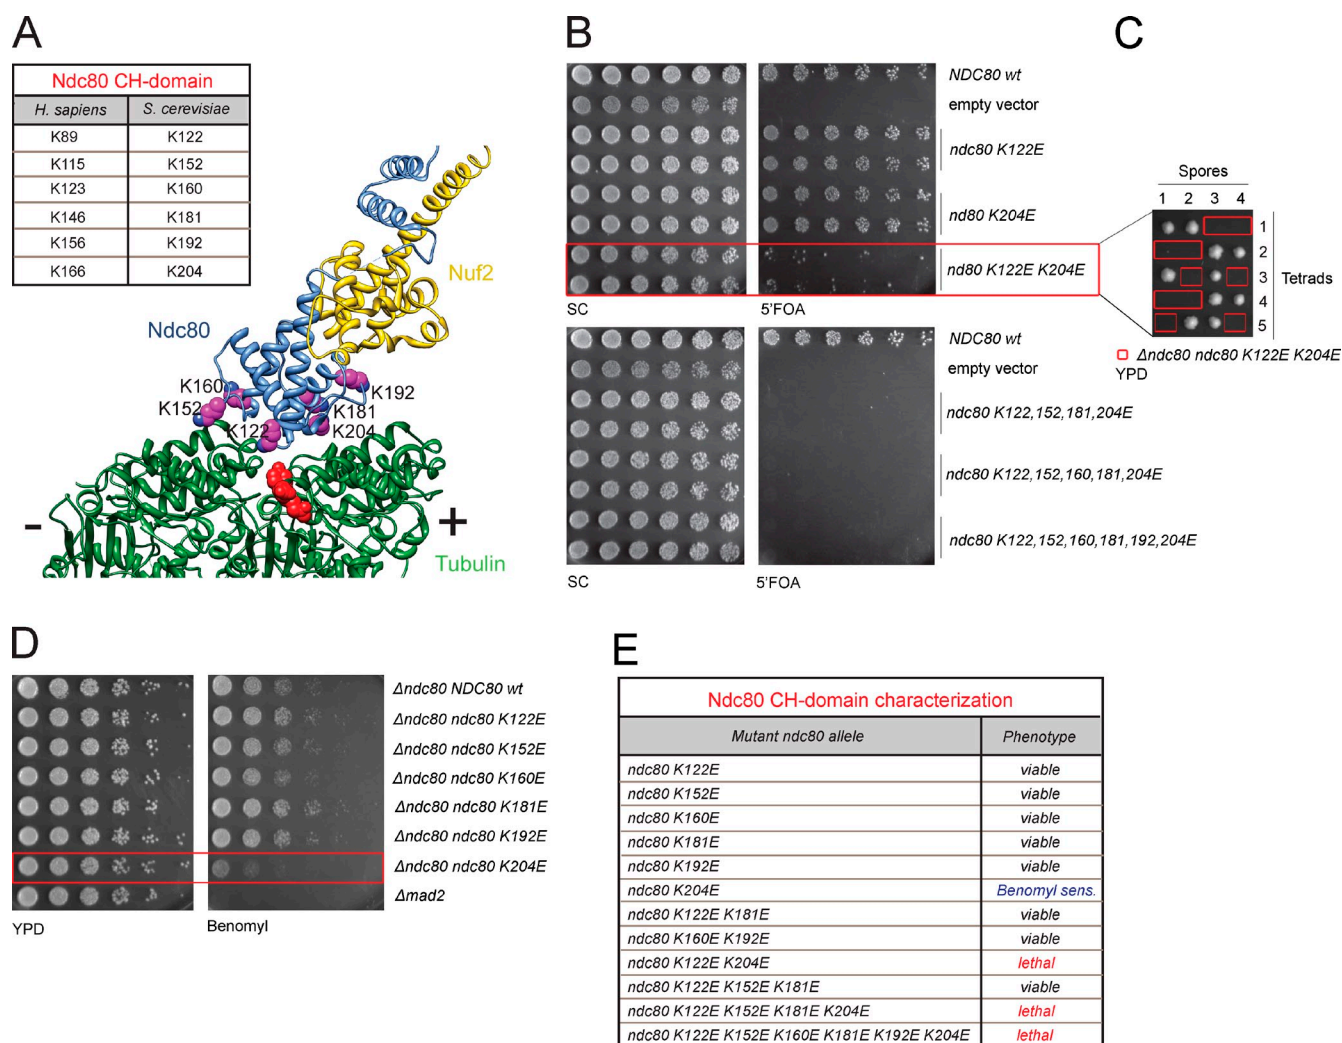 A
Ndc80 CH-domain
H. sapiens S. cerevisiae
K89 K122
K115 K152
K123 K160
K146 K181
K156 K192
K166 K204
Nuf2
Ndc80
K160
K152
K122
K192
K181
K204
-
+
Tubulin
B
NDC80 wt
empty vector
ndc80 K122E
nd80 K204E
nd80 K122E K204E
SC
5'FOA
NDC80 wt
empty vector
ndc K122,152,181,204E
ndc K122,152,160,181,204E
ndc K122,152,160,181,192,204E
SC
5'FOA
C
Spores
1 2 3 4
1
2
3
4
5
Tetrads
Δndc80 ndc80 K122E K204E
YPD
D
Δndc80 NDC80 wt
Δndc80 ndc80 K122E
Δndc80 ndc80 K152E
Δndc80 ndc80 K160E
Δndc80 ndc80 K181E
Δndc80 ndc80 K192E
Δndc80 ndc80 K204E
Δmad2
YPD
Benomyl
E
Ndc80 CH-domain characterization
Mutant ndc80 allele Phenotype
ndc80 K122E viable
ndc80 K152E viable
ndc80 K160E viable
ndc80 K181E viable
ndc80 K192E viable
ndc80 K204E Benomyl sens.
ndc80 K122E K181E viable
ndc80 K160E K192E viable
ndc80 K122E K204E lethal
ndc80 K122E K152E K181E viable
ndc80 K122E K152E K181E K204E lethal
ndc80 K122E K152E K160E K181E K192E K204E lethal